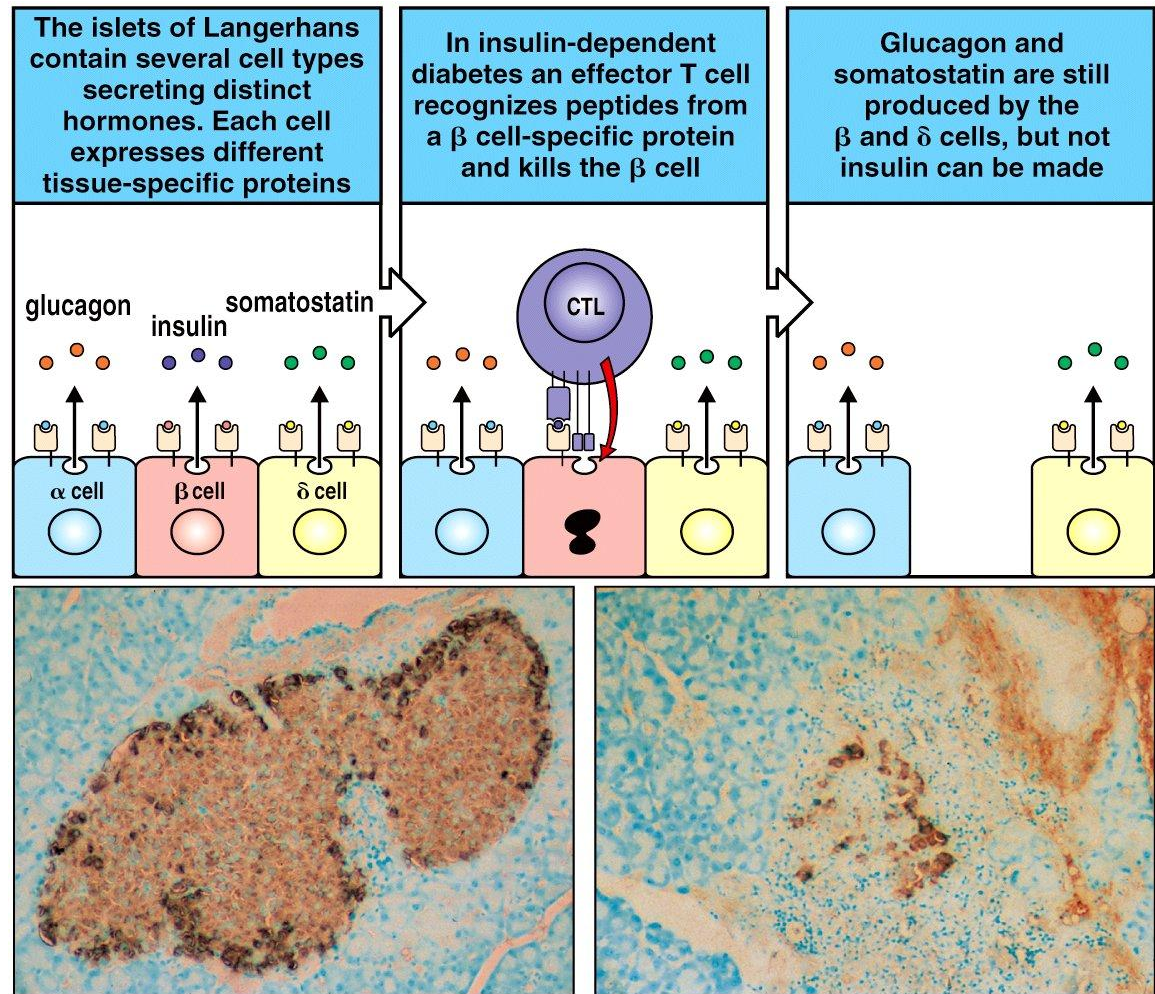 The islets of Langerhans
contain several cell types
secreting distinct
hormones. Each cell
expresses different
tissue-specific proteins
In insulin-dependent
diabetes an effector T cell
recognizes peptides from
a β cell-specific protein
and kills the β cell
Glucagon and
somatostatin are still
produced by the
β and δ cells, but not
insulin can be made
glucagon
insulin
somatostatin
α cell
β cell
δ cell
CTL